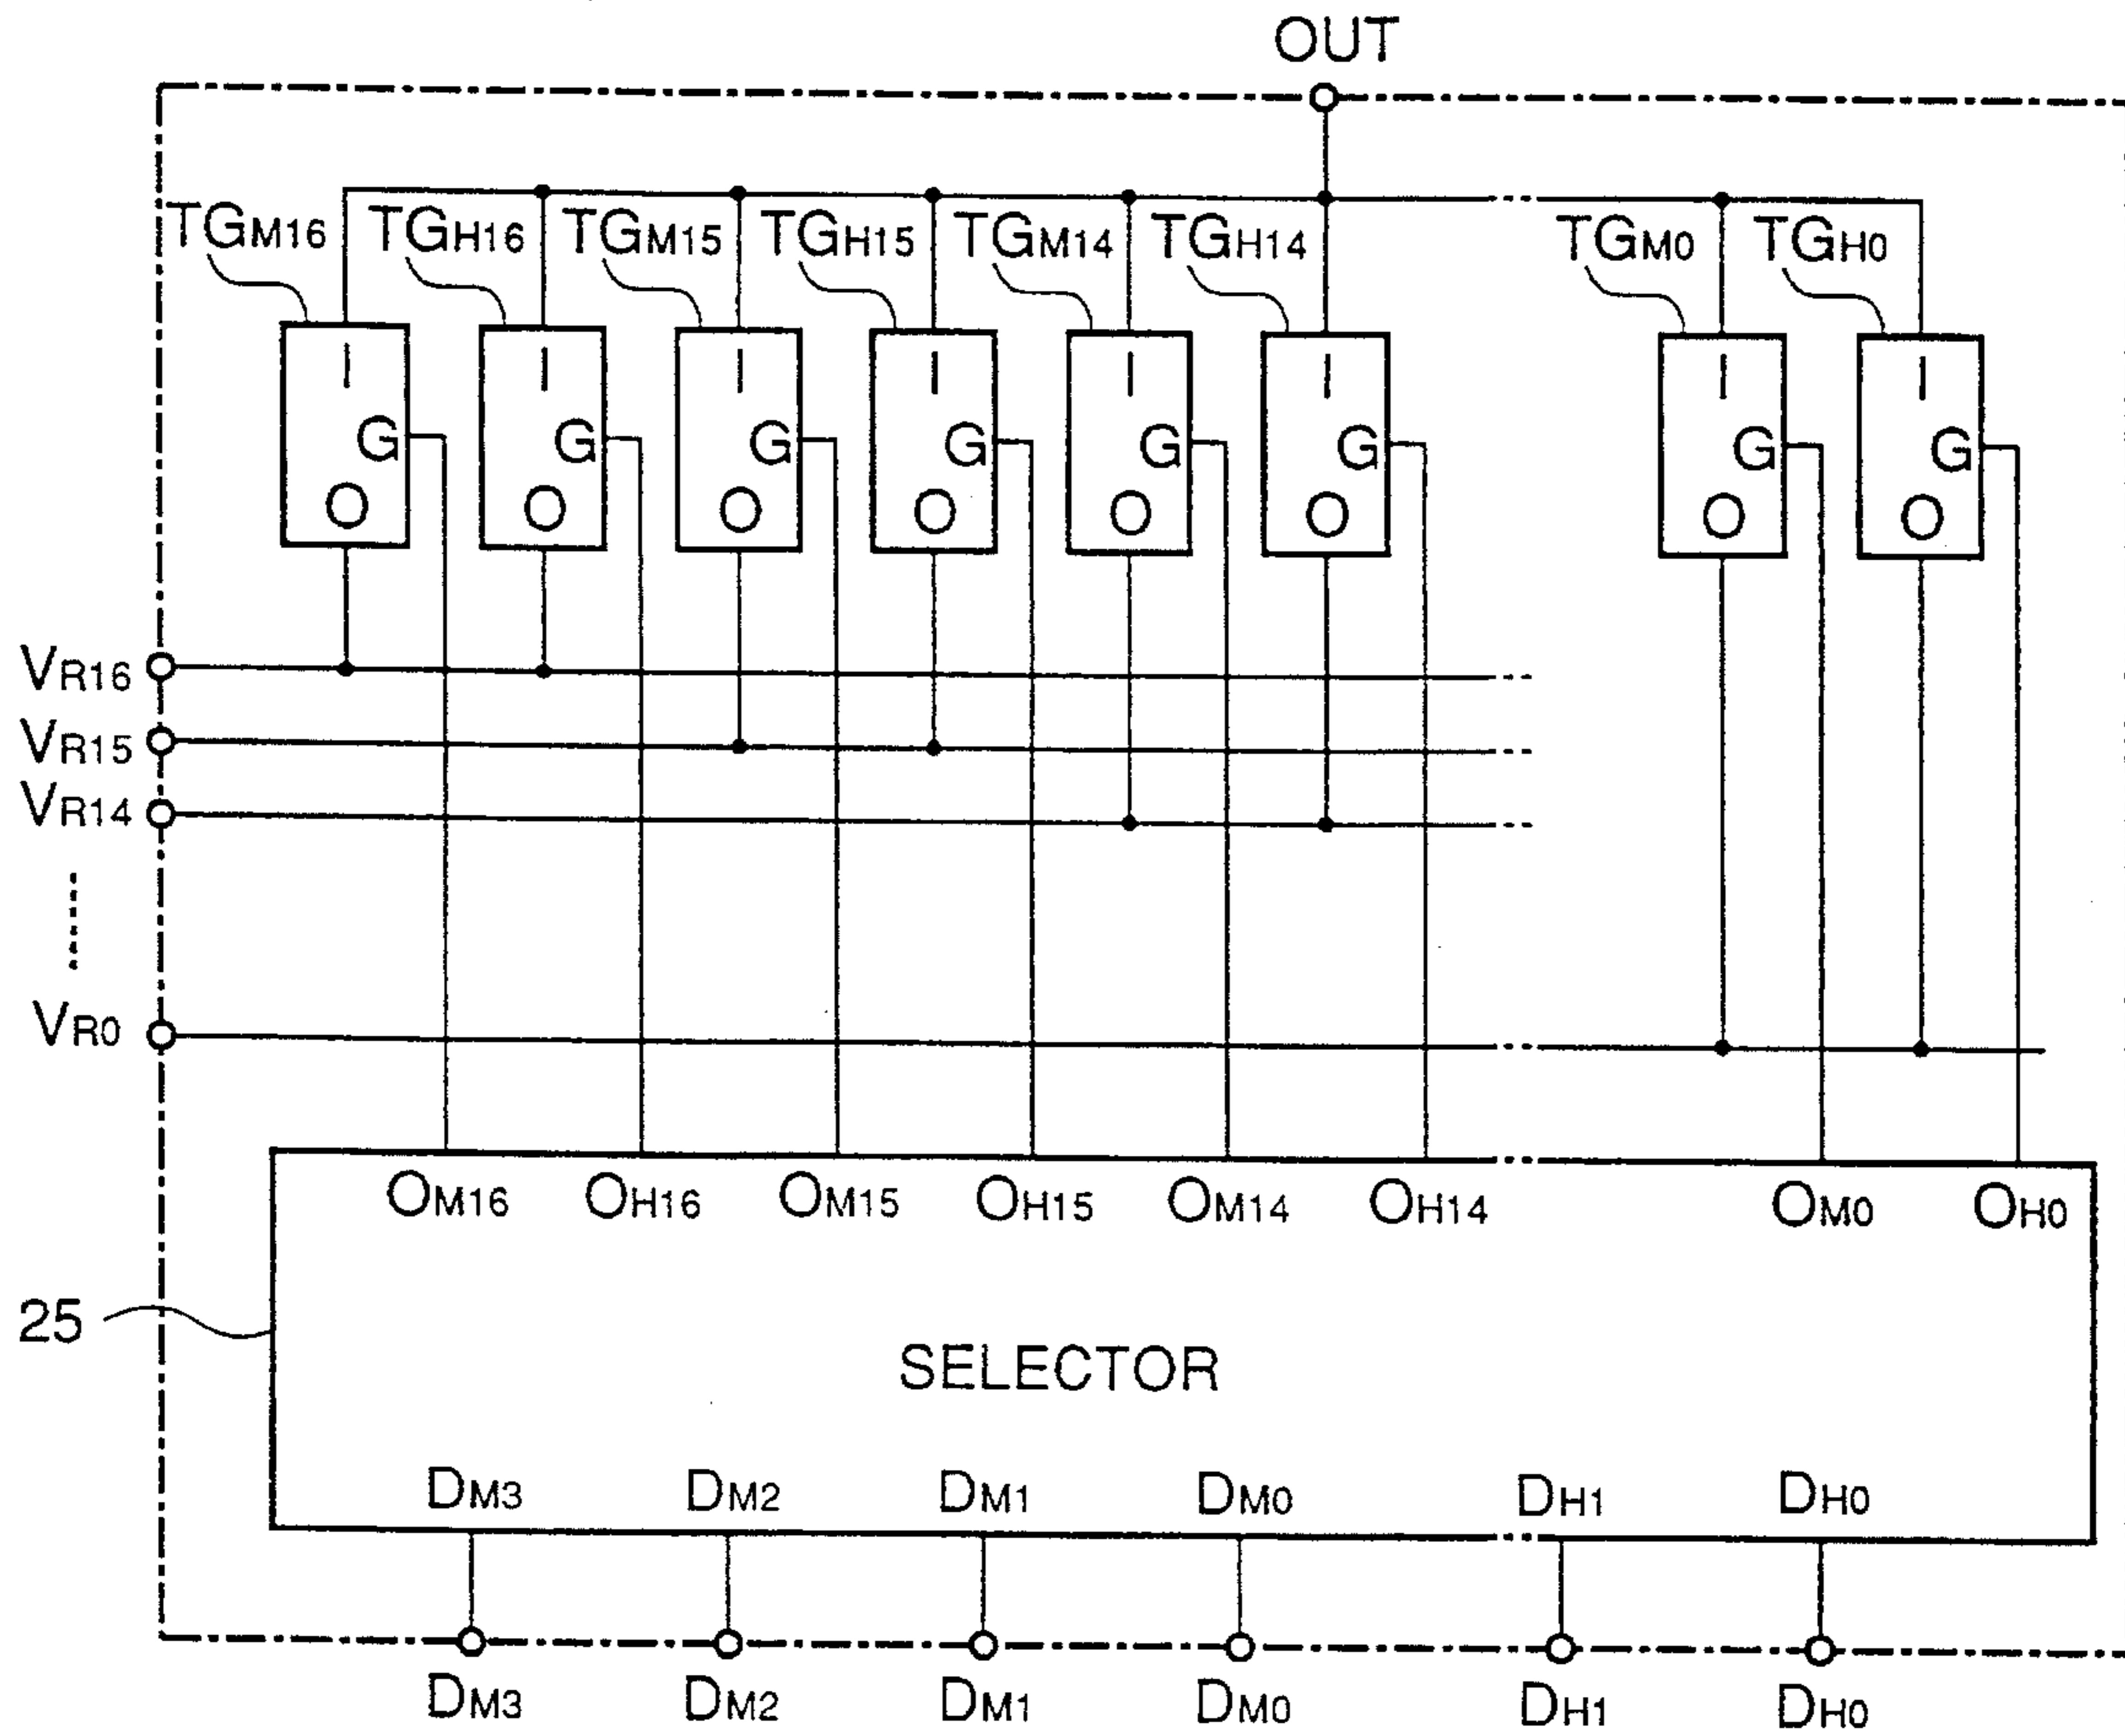 OUT
TGM16 TGH16 TGM15 TGH15 TGM14 TGH14 TGM0 TGH0
I I I I I I I I
G G G G G G G G
O O O O O O O O
VR16
VR15
VR14
VR0
OM16 OH16 OM15 OH15 OM14 OH14 OM0 OH0
25
SELECTOR
DM3 DM2 DM1 DM0 DH1 DH0
DM3 DM2 DM1 DM0 DH1 DH0